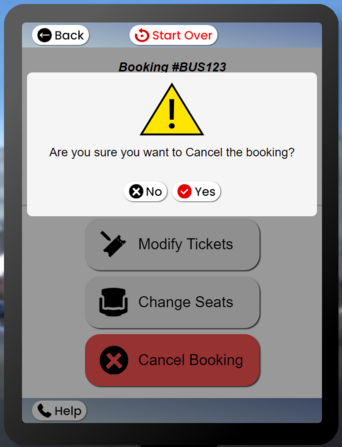 Back
Start Over
Booking #BUS123
!
Are you sure you want to Cancel the booking?
No
Yes
Modify Tickets
Change Seats
Cancel Booking
Help